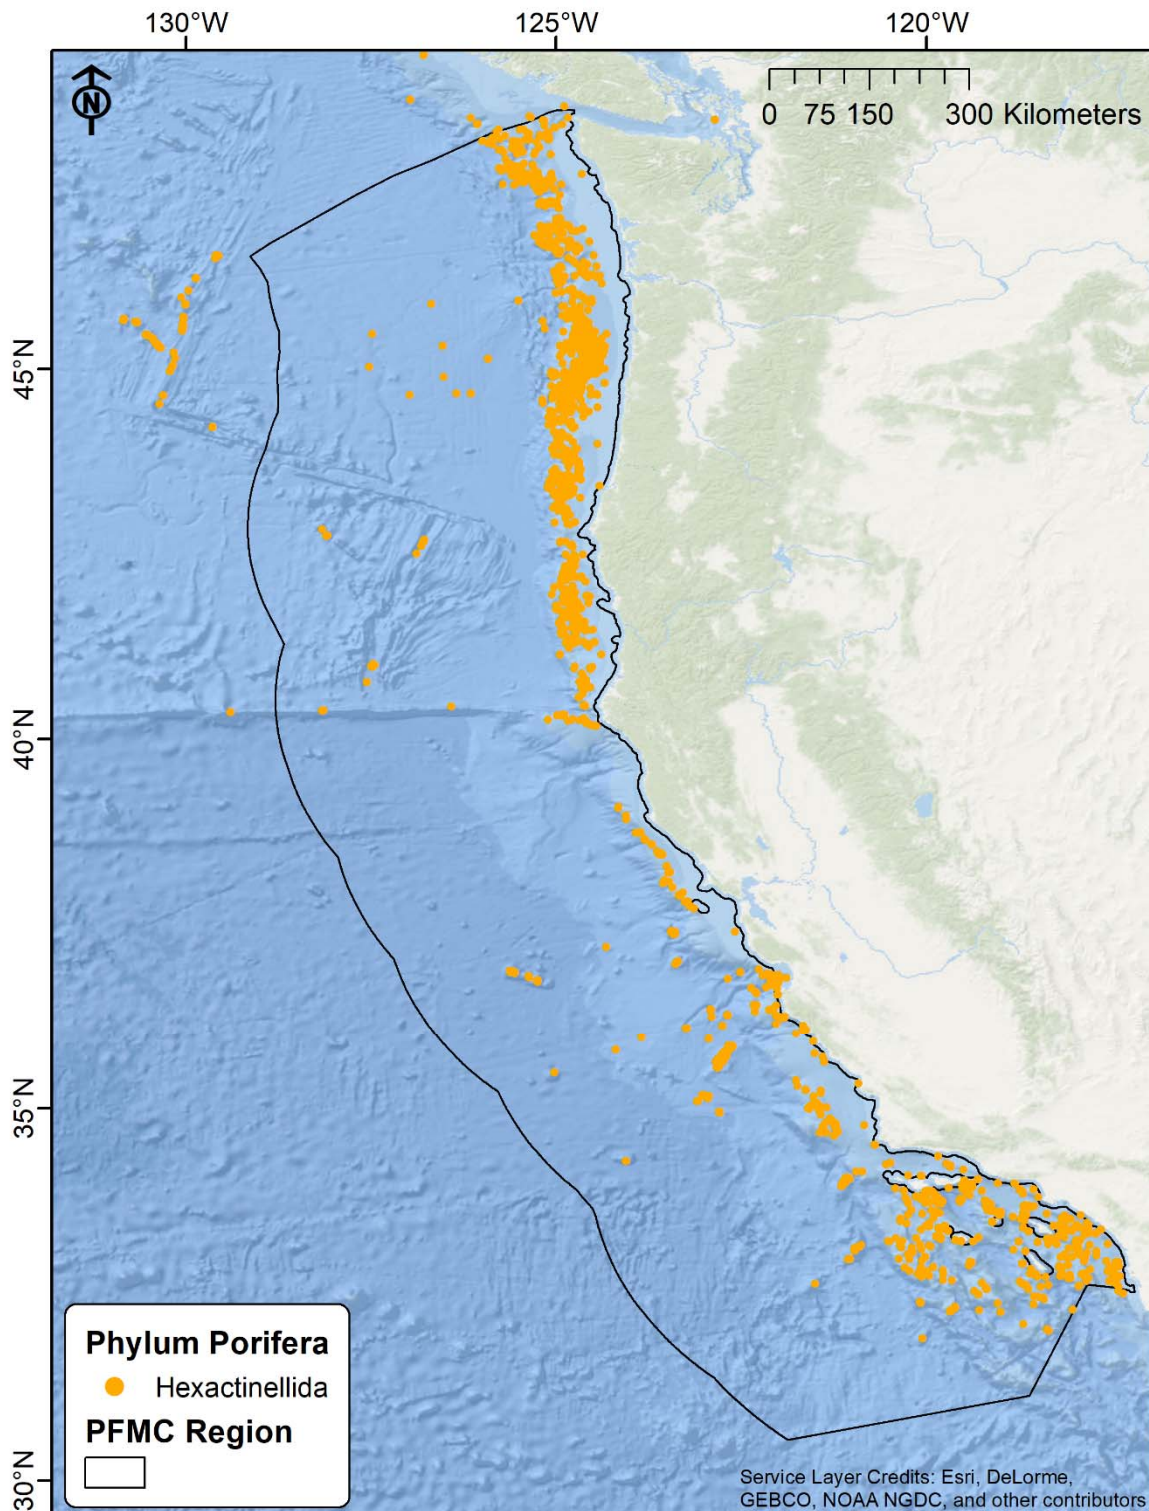 130°W 125°W 120°W
N
0 75 150 300 Kilometers
45°N
40°N
35°N
30°N
Phylum Porifera
Hexactinellida
PFMC Region
Service Layer Credits: Esri, DeLorme,
GEBCO, NOAA NGDC, and other contributors